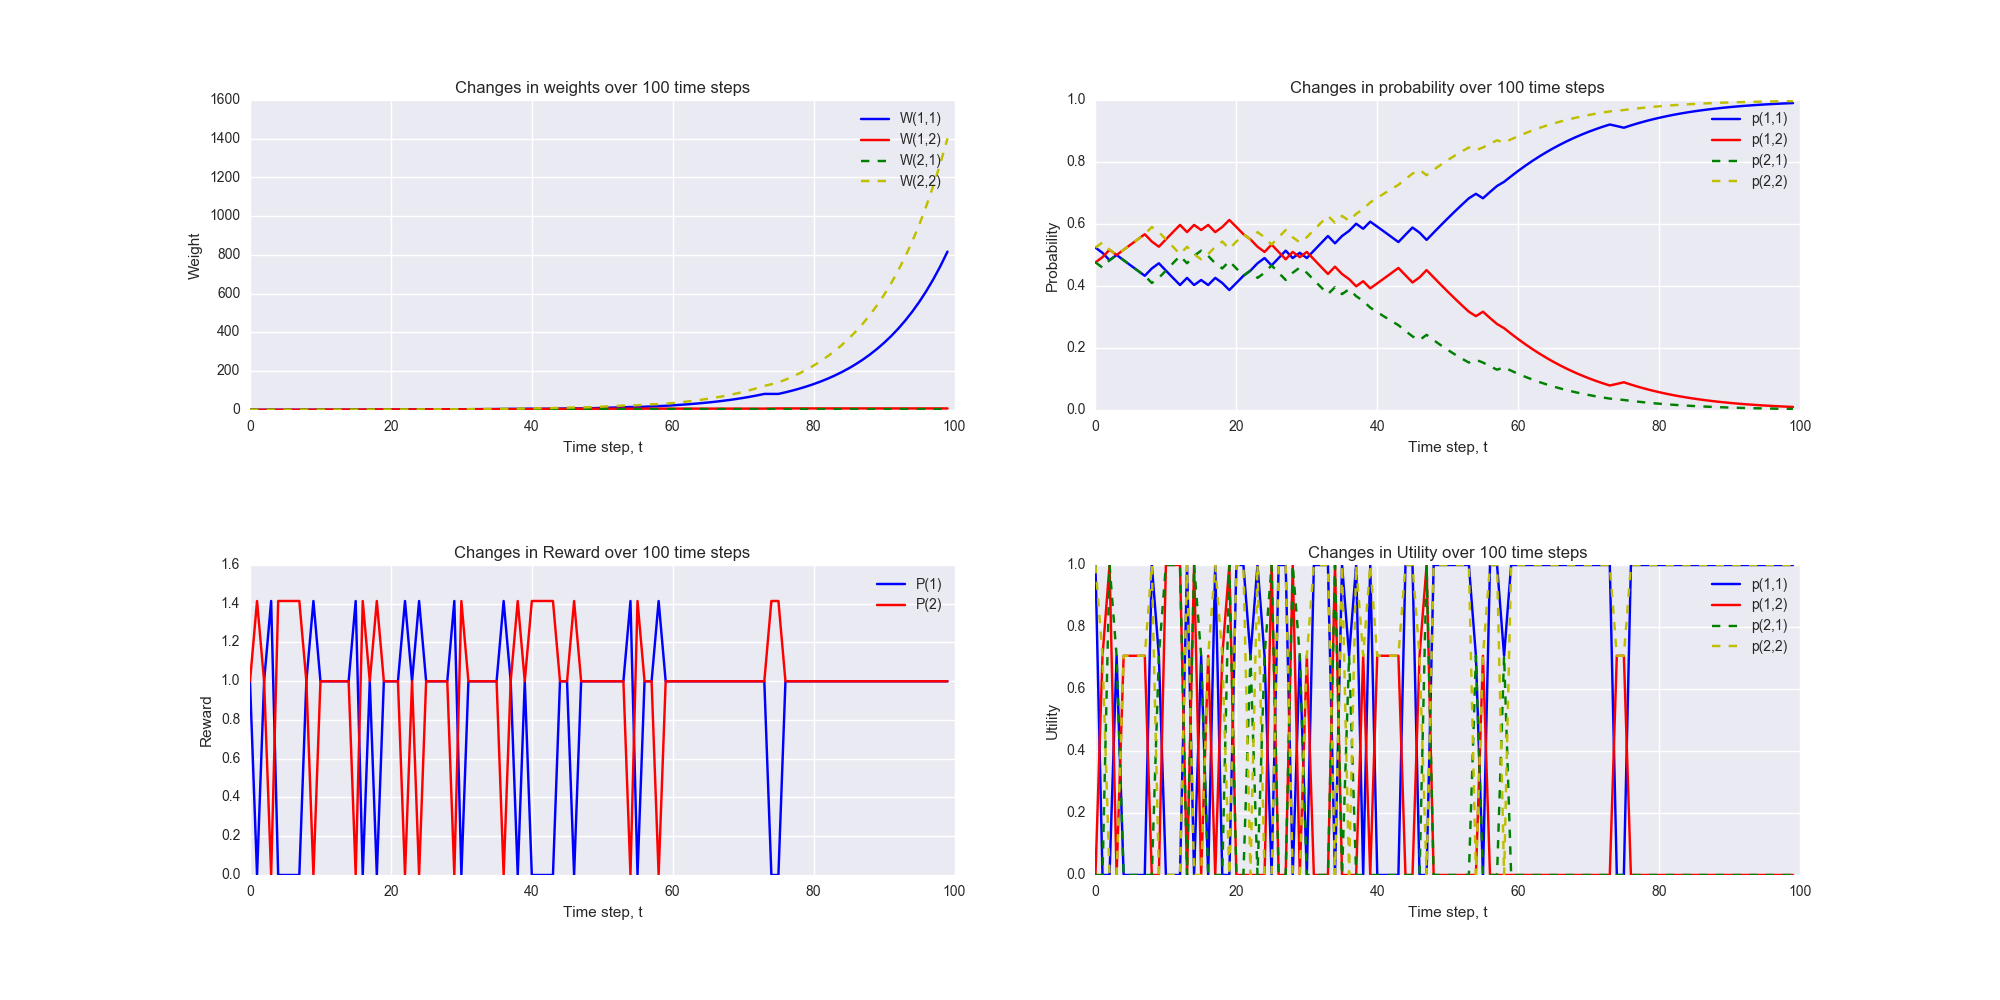 Changes in weights over 100 time steps
1600
1400
1200
1000
800
600
400
200
0
Weight
W(1,1)
W(1,2)
W(2,1)
W(2,2)
0 20 40 60 80 100
Time step, t
Changes in probability over 100 time steps
1.0
0.8
0.6
0.4
0.2
0.0
Probability
p(1,1)
p(1,2)
p(2,1)
p(2,2)
0 20 40 60 80 100
Time step, t
Changes in Reward over 100 time steps
1.6
1.4
1.2
1.0
0.8
0.6
0.4
0.2
0.0
Reward
P(1)
P(2)
0 20 40 60 80 100
Time step, t
Changes in Utility over 100 time steps
1.0
0.8
0.6
0.4
0.2
0.0
Utility
p(1,1)
p(1,2)
p(2,1)
p(2,2)
0 20 40 60 80 100
Time step, t